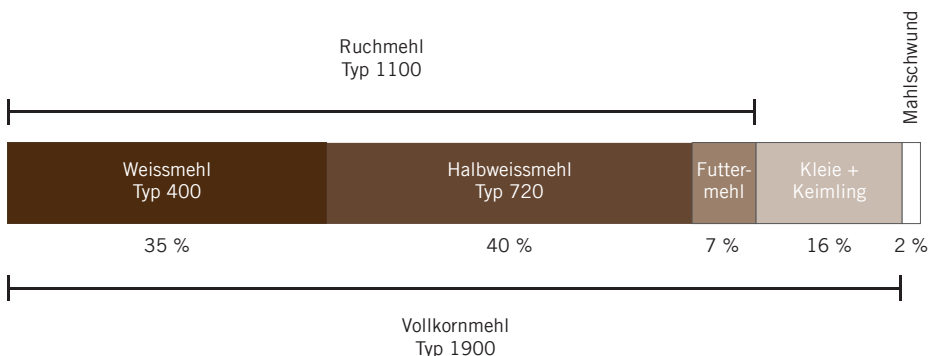 Ruchmehl
Typ 1100
Mahlschwund
Weissmehl
Typ 400
Halbweissmehl
Typ 720
Futter-
mehl
Kleie +
Keimling
35 %
40 %
7 %
16 %
2 %
Vollkornmehl
Typ 1900